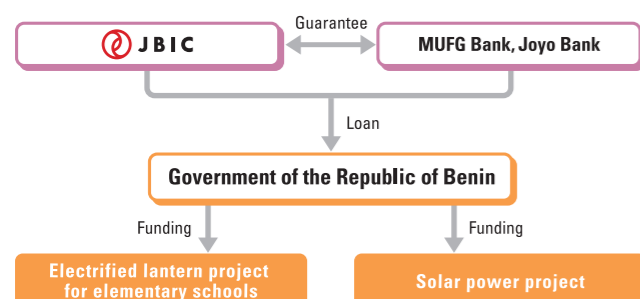 Guarantee
JBIC
MUFG Bank, Joyo Bank
Loan
Government of the Republic of Benin
Funding
Funding
Electrified lantern project
for elementary schools
Solar power project